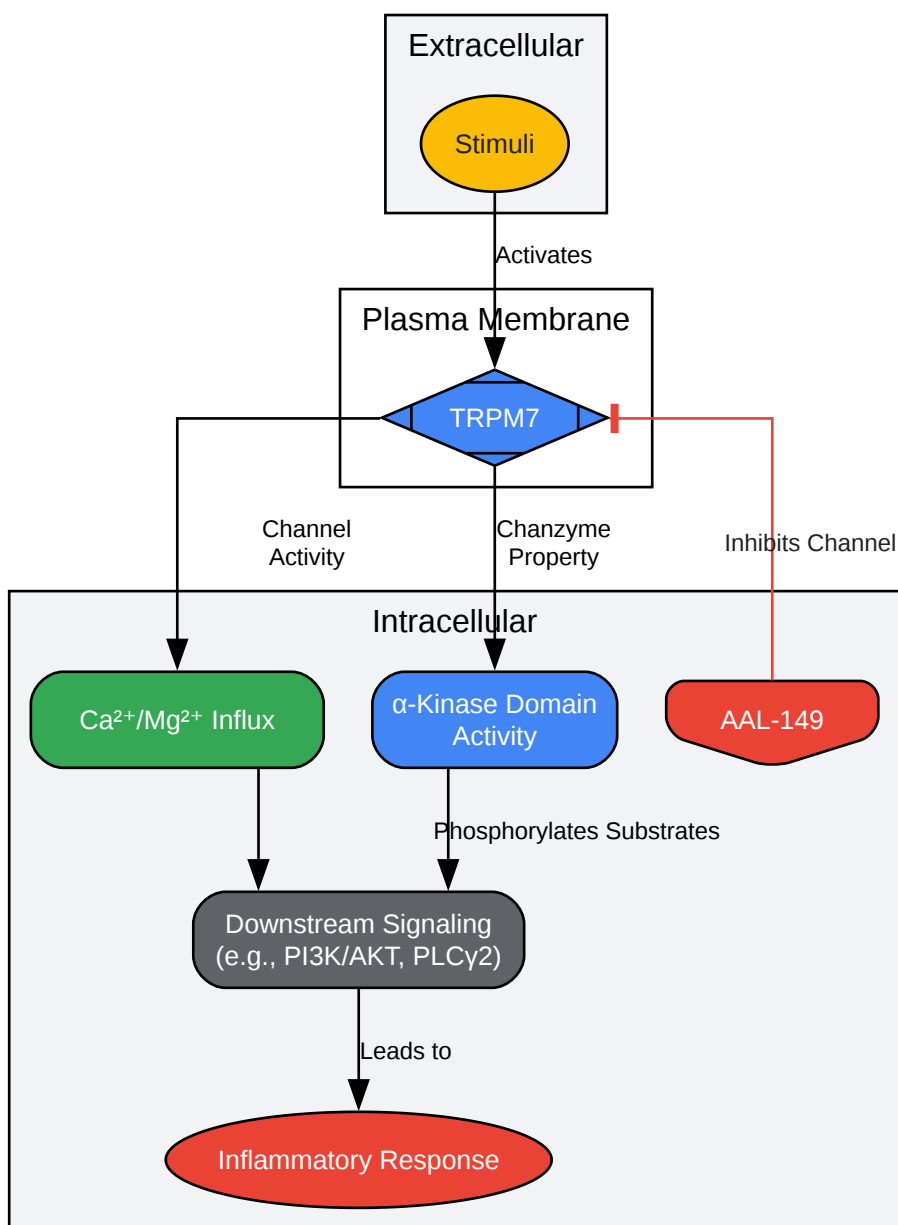 Extracellular
Stimuli
Activates
Plasma Membrane
TRPM7
Channel
Activity
Chanzyme
Property
Inhibits Channel
Intracellular
Ca²⁺/Mg²⁺ Influx
α-Kinase Domain
Activity
AAL-149
Phosphorylates Substrates
Downstream Signaling
(e.g., PI3K/AKT, PLCγ2)
Leads to
Inflammatory Response